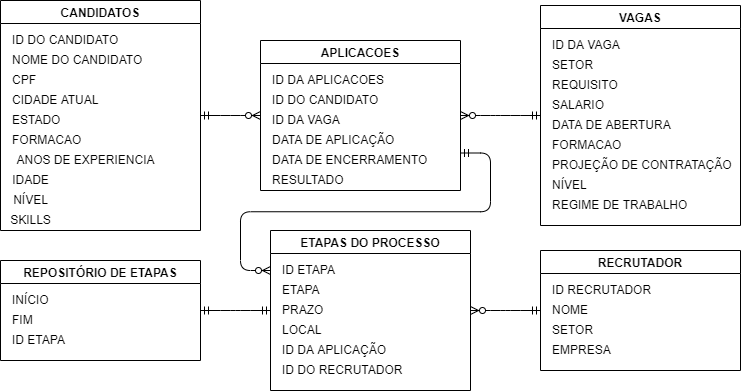 CANDIDATOS
ID DO CANDIDATO
NOME DO CANDIDATO
CPF
CIDADE ATUAL
ESTADO
FORMACAO
ANOS DE EXPERIENCIA
IDADE
NÍVEL
SKILLS
APLICACOES
ID DA APLICACOES
ID DO CANDIDATO
ID DA VAGA
DATA DE APLICAÇÃO
DATA DE ENCERRAMENTO
RESULTADO
VAGAS
ID DA VAGA
SETOR
REQUISITO
SALARIO
DATA DE ABERTURA
FORMACAO
PROJEÇÃO DE CONTRATAÇÃO
NÍVEL
REGIME DE TRABALHO
REPOSITÓRIO DE ETAPAS
INÍCIO
FIM
ID ETAPA
ETAPAS DO PROCESSO
ID ETAPA
ETAPA
PRAZO
LOCAL
ID DA APLICAÇÃO
ID DO RECRUTADOR
RECRUTADOR
ID RECRUTADOR
NOME
SETOR
EMPRESA